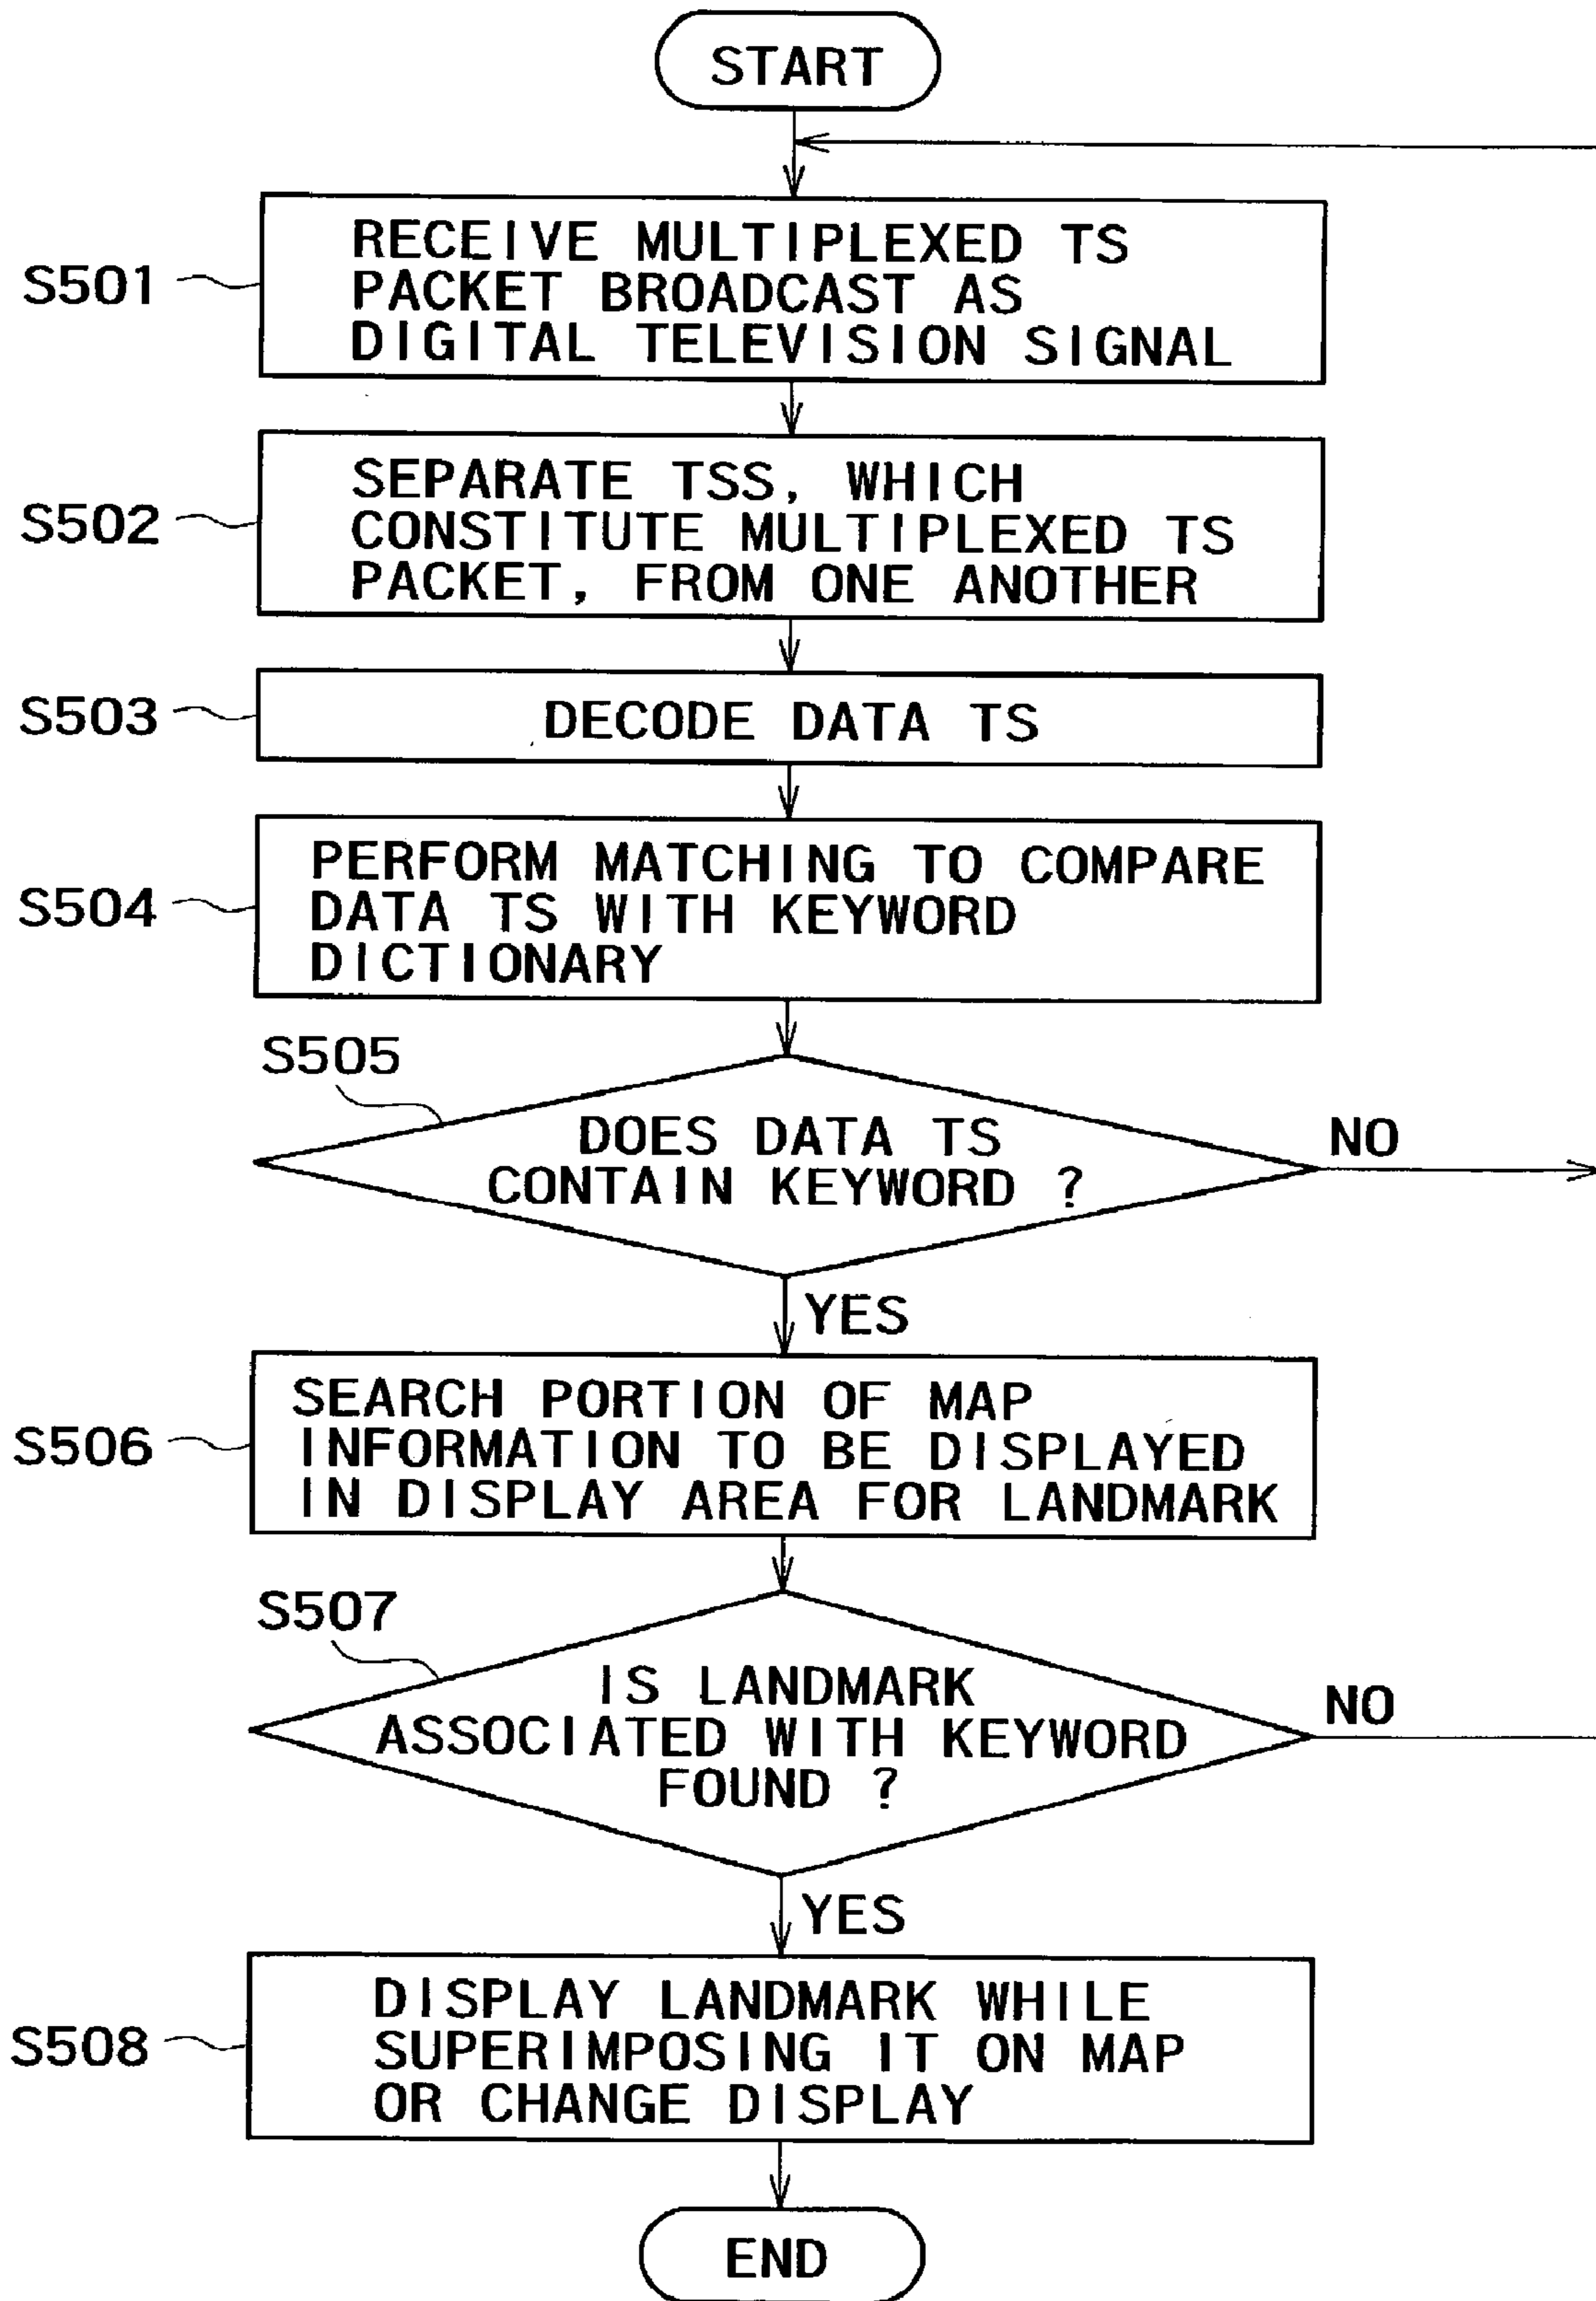 START
S501
RECEIVE MULTIPLEXED TS
PACKET BROADCAST AS
DIGITAL TELEVISION SIGNAL
S502
SEPARATE TSS, WHICH
CONSTITUTE MULTIPLEXED TS
PACKET, FROM ONE ANOTHER
S503
DECODE DATA TS
S504
PERFORM MATCHING TO COMPARE
DATA TS WITH KEYWORD
DICTIONARY
S505
DOES DATA TS
CONTAIN KEYWORD ?
NO
YES
S506
SEARCH PORTION OF MAP
INFORMATION TO BE DISPLAYED
IN DISPLAY AREA FOR LANDMARK
S507
IS LANDMARK
ASSOCIATED WITH KEYWORD
FOUND ?
NO
YES
S508
DISPLAY LANDMARK WHILE
SUPERIMPOSING IT ON MAP
OR CHANGE DISPLAY
END